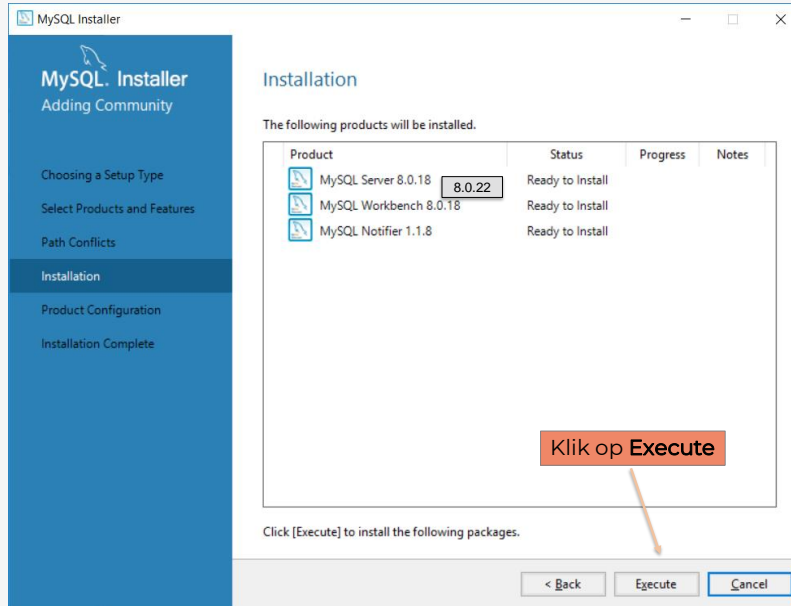 MySQL Installer
MySQL. Installer
Adding Community
Choosing a Setup Type
Select Products and Features
Path Conflicts
Installation
Product Configuration
Installation Complete
Installation
The following products will be installed.
Product Status Progress Notes
MySQL Server 8.0.18 Ready to Install
8.0.22
MySQL Workbench 8.0.18 Ready to Install
MySQL Notifier 1.1.8 Ready to Install
Klik op Execute
Click [Execute] to install the following packages.
< Back Execute Cancel